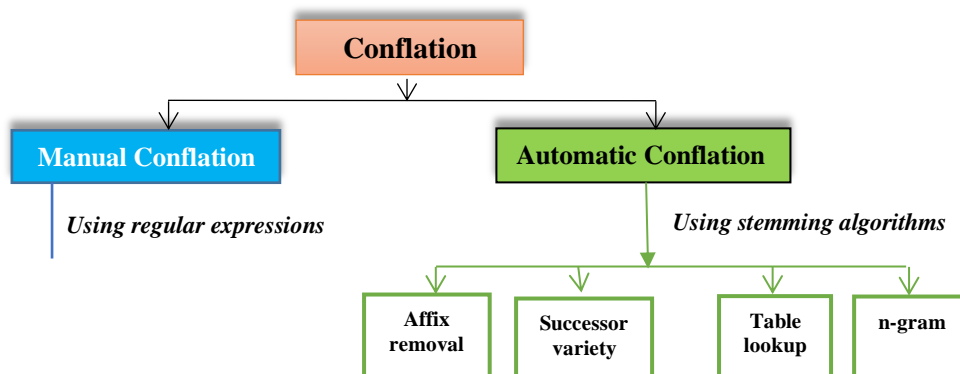 Conflation
Manual Conflation
Automatic Conflation
Using regular expressions
Using stemming algorithms
Affix
removal
Successor
variety
Table
lookup
n-gram